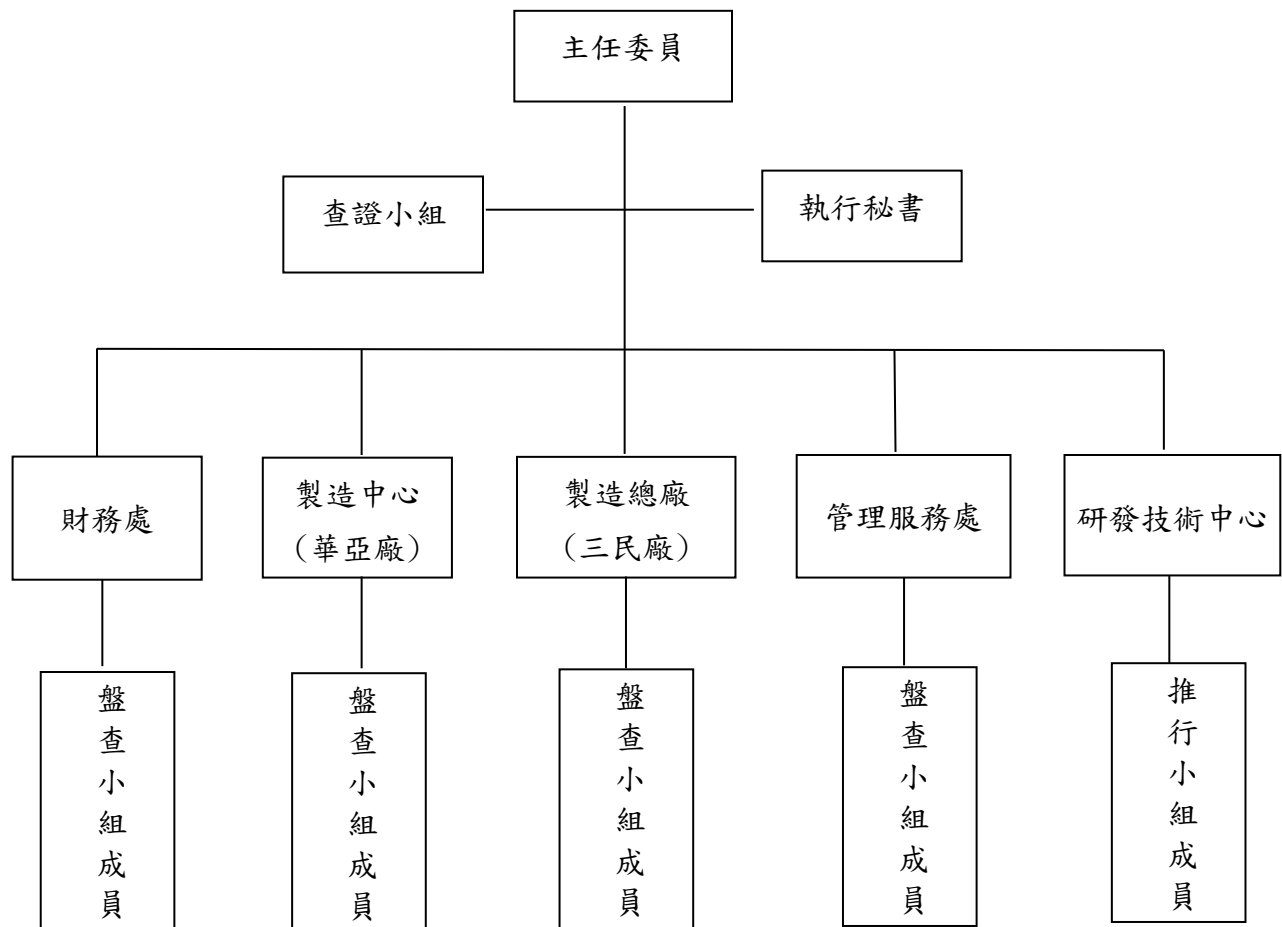 主任委員
查證小組
執行秘書
財務處
製造中心
（華亞廠）
製造總廠
（三民廠）
管理服務處
研發技術中心
盤查小組成員
盤查小組成員
盤查小組成員
盤查小組成員
推行小組成員